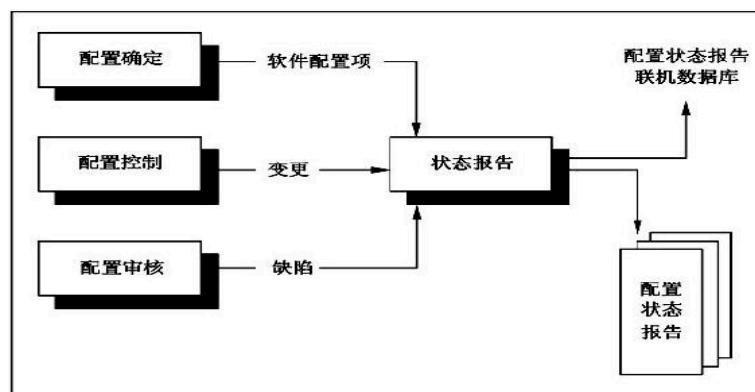 配置确定
软件配置项
配置状态报告
联机数据库
配置控制
变更
状态报告
配置审核
缺陷
配置
状态
报告